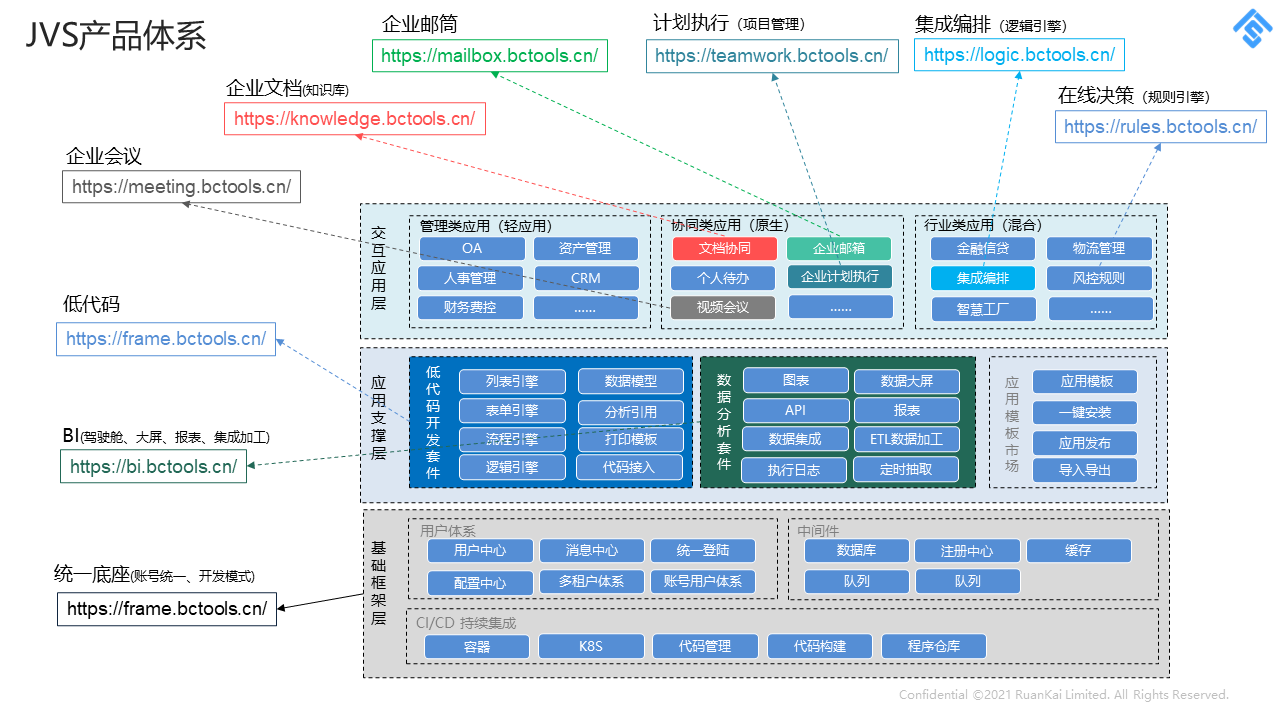 JVS产品体系
企业邮筒
https://mailbox.bctools.cn/
计划执行（项目管理）
https://teamwork.bctools.cn/
集成编排（逻辑引擎）
https://logic.bctools.cn/
企业文档(知识库)
https://knowledge.bctools.cn/
在线决策（规则引擎）
https://rules.bctools.cn/
企业会议
https://meeting.bctools.cn/
低代码
https://frame.bctools.cn/
BI(驾驶舱、大屏、报表、集成加工)
https://bi.bctools.cn/
统一底座(账号统一、开发模式)
https://frame.bctools.cn/
交互应用层
管理类应用（轻应用）
OA
资产管理
人事管理
CRM
财务费控
......
协同类应用（原生）
文档协同
企业邮箱
个人待办
企业计划执行
视频会议
......
行业类应用（混合）
金融信贷
物流管理
集成编排
风控规则
智慧工厂
......
应用支撑层
低代码开发套件
列表引擎
数据模型
表单引擎
分析引用
流程引擎
打印模板
逻辑引擎
代码接入
数据分析套件
图表
数据大屏
API
报表
数据集成
ETL数据加工
执行日志
定时抽取
应用模板市场
应用模板
一键安装
应用发布
导入导出
基础框架层
用户体系
用户中心
消息中心
统一登陆
配置中心
多租户体系
账号用户体系
中间件
数据库
注册中心
缓存
队列
队列
CI/CD 持续集成
容器
K8S
代码管理
代码构建
程序仓库
Confidential ©2021 RuanKai Limited. All Rights Reserved.